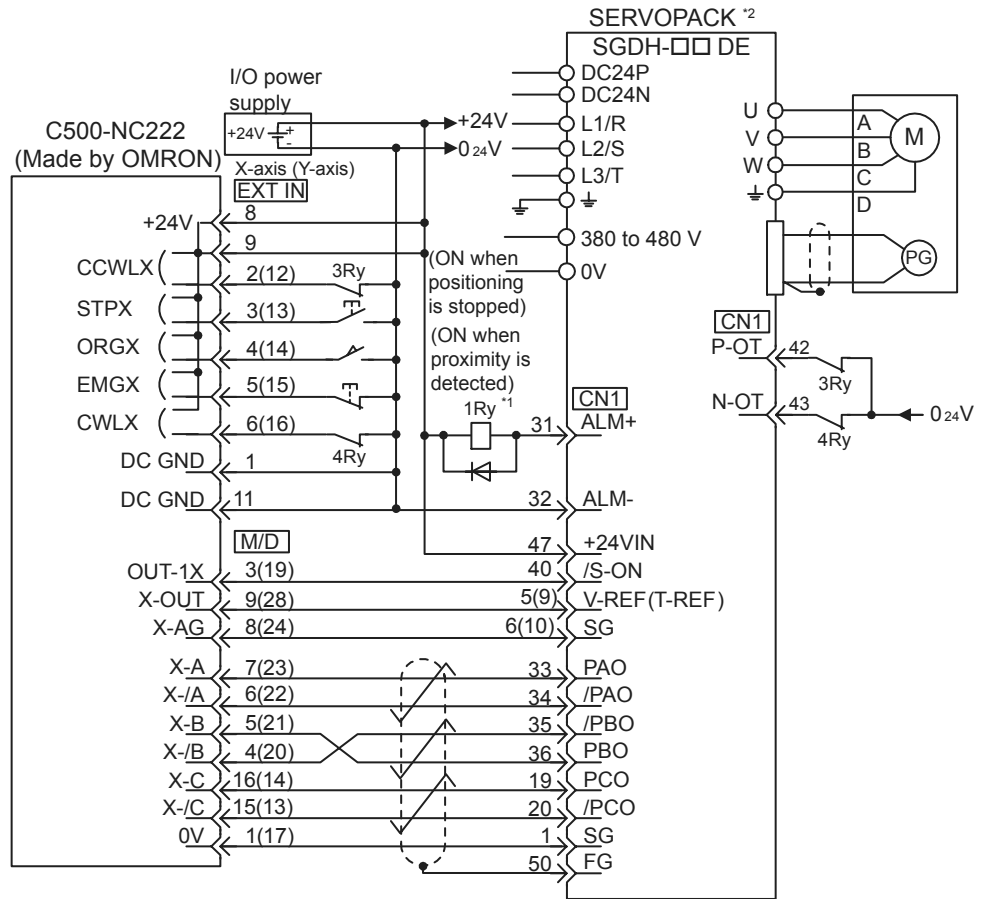 SERVOPACK *2
SGDH-□□ DE
DC24P
DC24N
L1/R
L2/S
L3/T
380 to 480 V
0V
I/O power
supply
+24V + -
+24V
0 24V
C500-NC222
(Made by OMRON)
X-axis (Y-axis)
EXT IN
+24V 8
9
CCWLX 2(12) 3Ry
STPX 3(13)
ORGX 4(14)
EMGX 5(15)
CWLX 6(16) 4Ry
DC GND 1
DC GND 11
(ON when
positioning
is stopped)
(ON when
proximity is
detected)
1Ry *1
CN1
31 ALM+
32 ALM-
47 +24VIN
M/D
OUT-1X 3(19) 40 /S-ON
X-OUT 9(28) 5(9) V-REF(T-REF)
X-AG 8(24) 6(10) SG
X-A 7(23) 33 PAO
X-/A 6(22) 34 /PAO
X-B 5(21) 35 /PBO
X-/B 4(20) 36 PBO
X-C 16(14) 19 PCO
X-/C 15(13) 20 /PCO
0V 1(17) 1 SG
50 FG
U A M
V B
W C
D
PG
CN1
P-OT 42
3Ry
N-OT 43
4Ry
0 24V